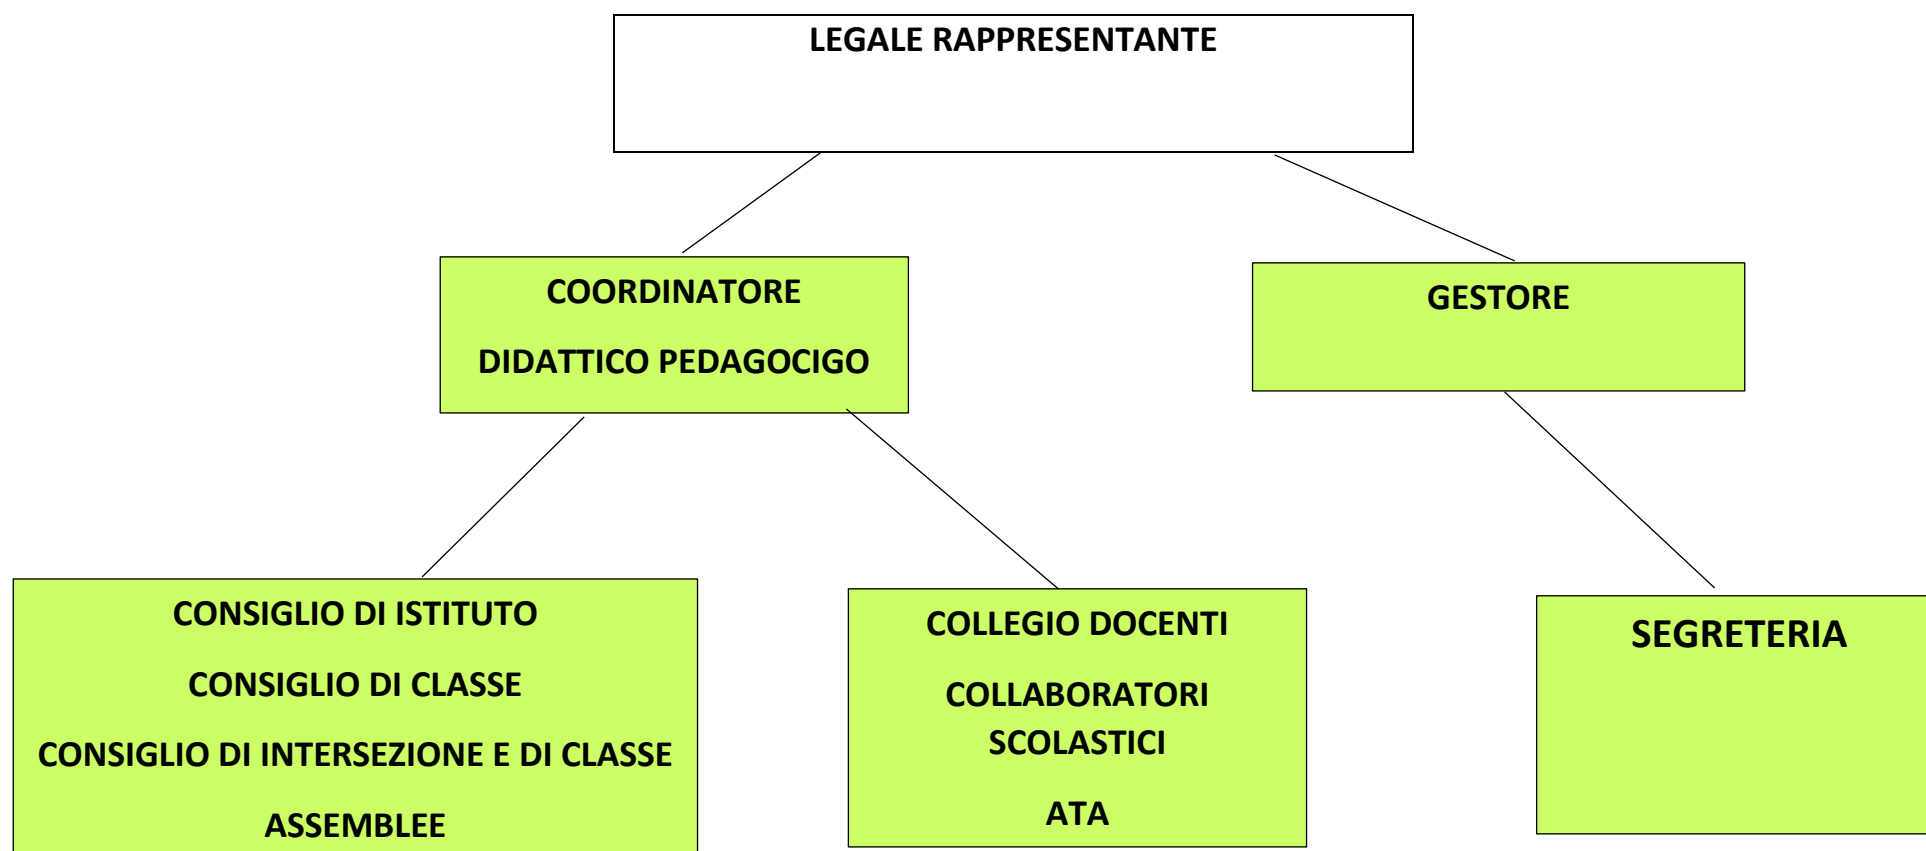 LEGALE RAPPRESENTANTE
COORDINATORE
DIDATTICO PEDAGOCIGO
GESTORE
CONSIGLIO DI ISTITUTO
CONSIGLIO DI CLASSE
CONSIGLIO DI INTERSEZIONE E DI CLASSE
ASSEMBLEE
COLLEGIO DOCENTI
COLLABORATORI
SCOLASTICI
ATA
SEGRETERIA